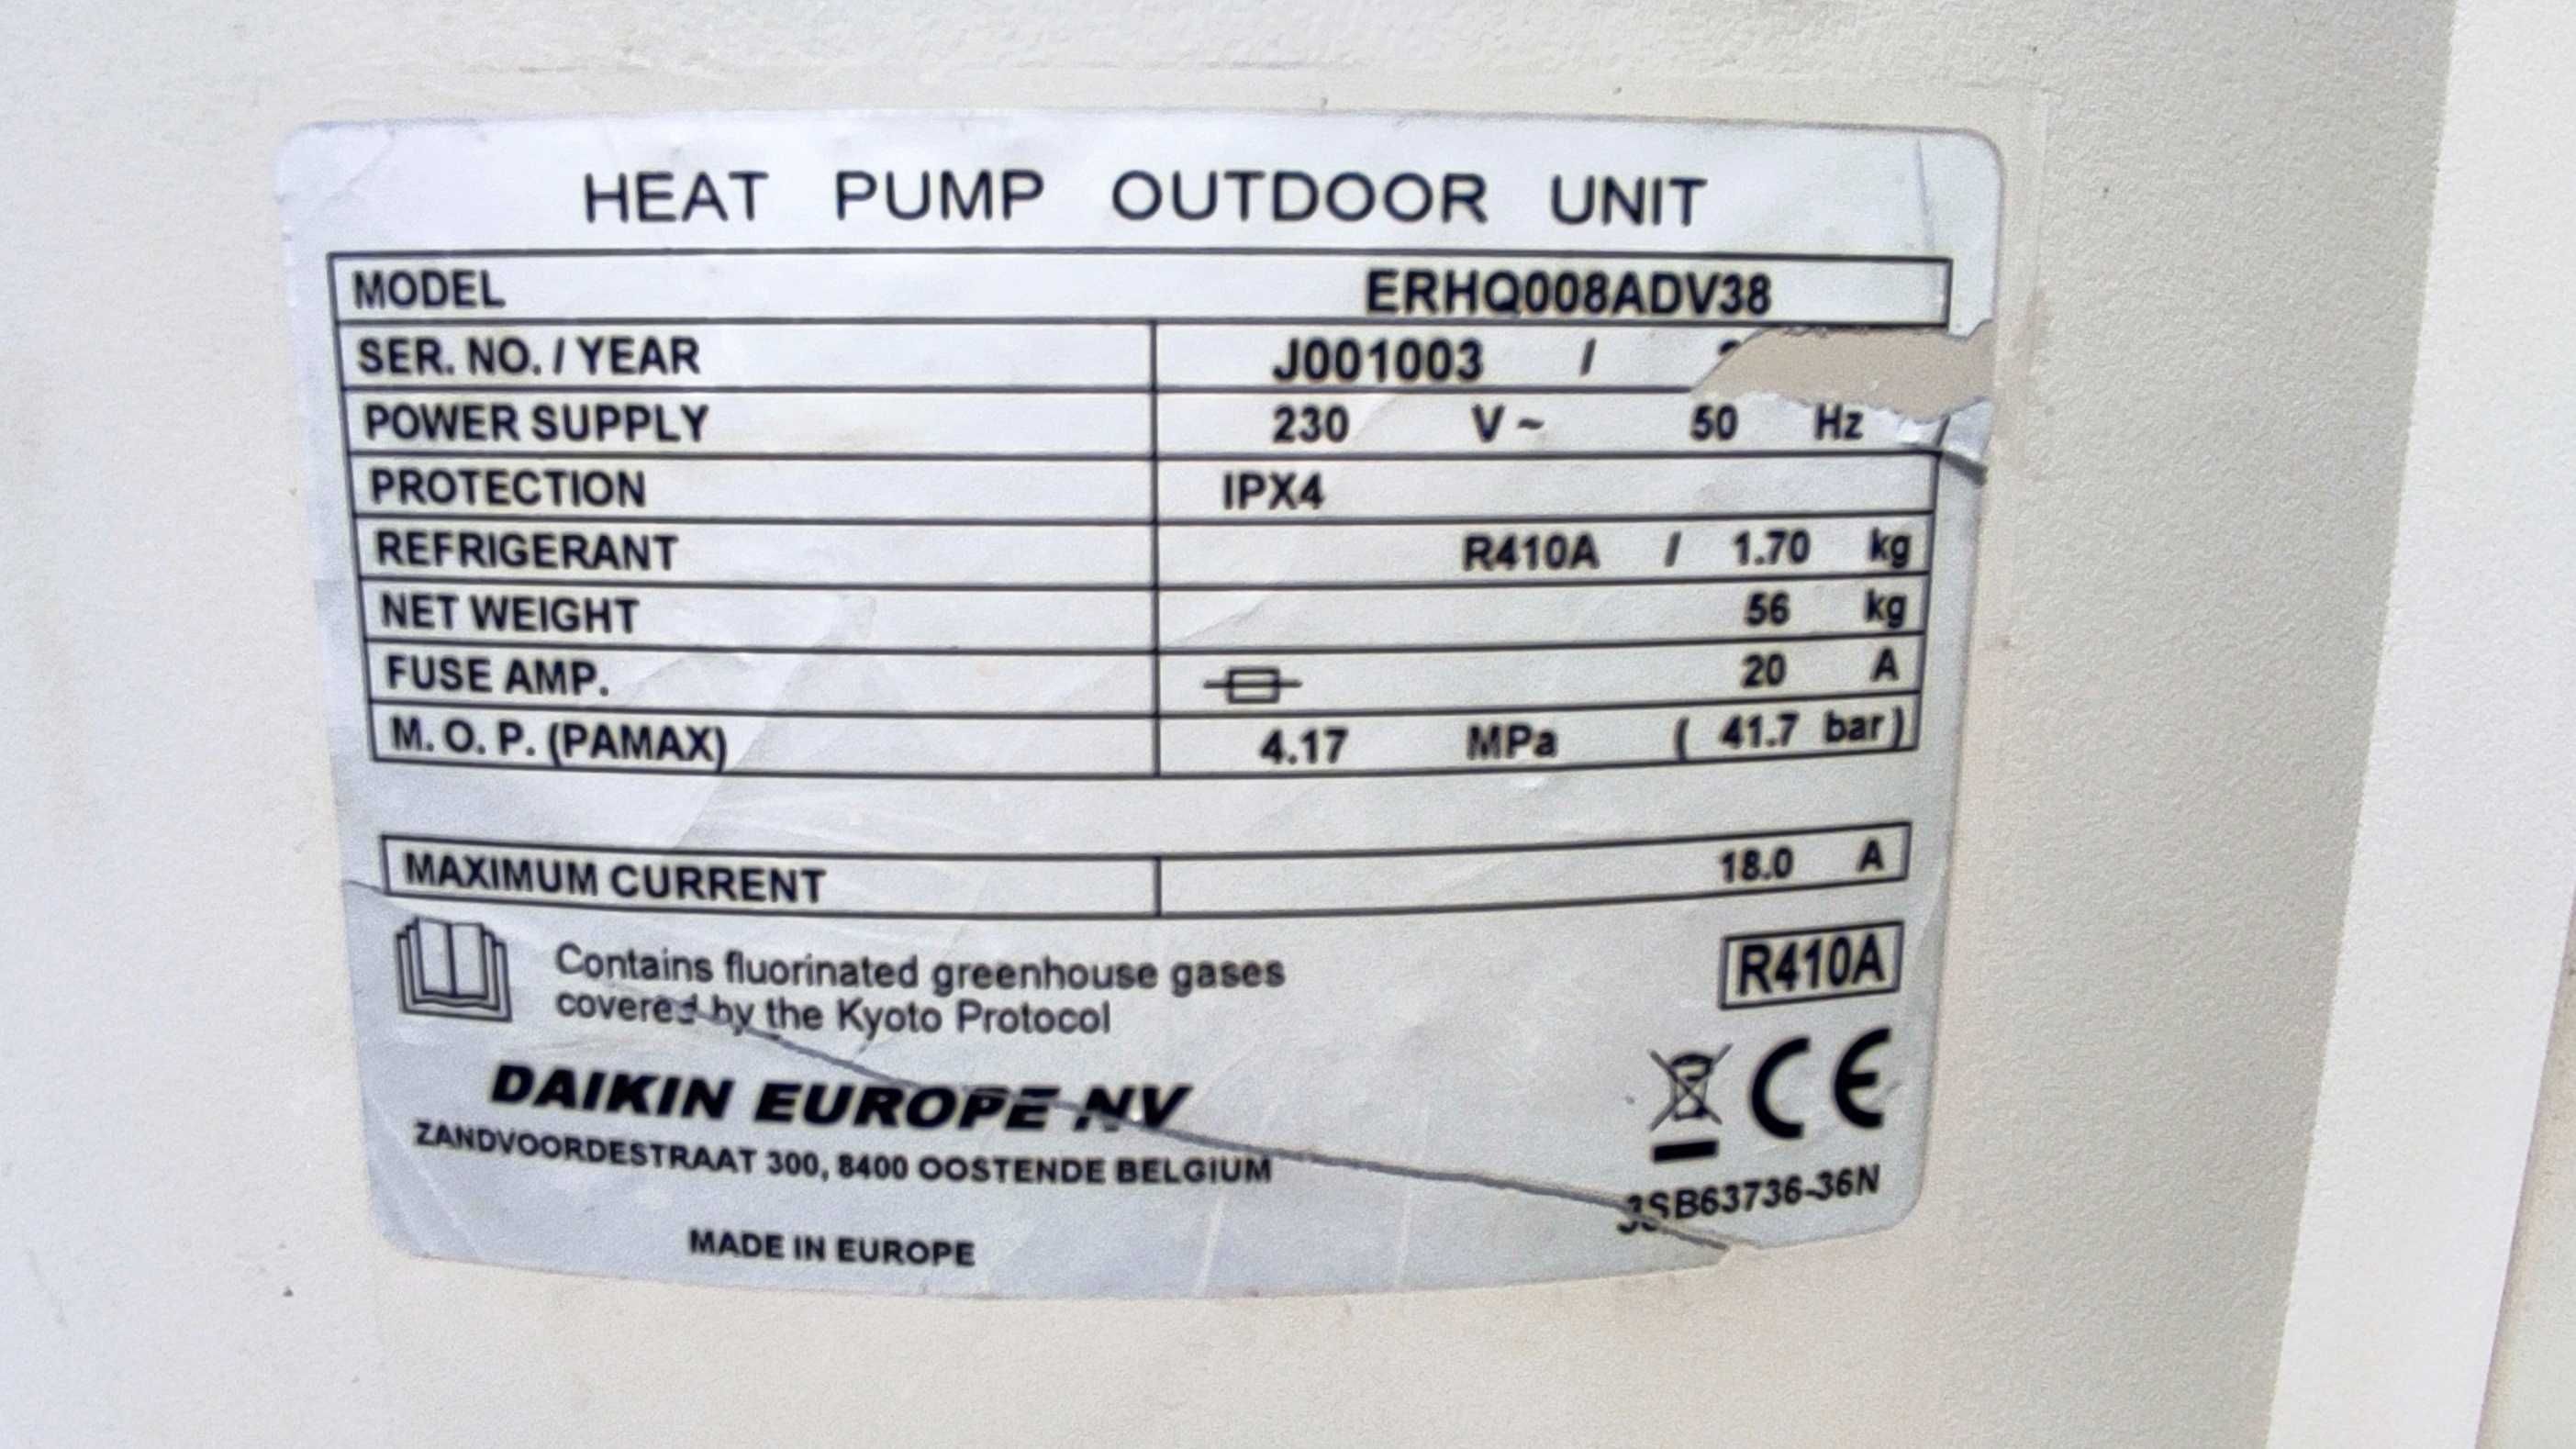 HEAT PUMP OUTDOOR UNIT
MODEL ERHQ008ADV38
SER. NO. / YEAR J001003 /
POWER SUPPLY 230 V ~ 50 Hz
PROTECTION IPX4
REFRIGERANT R410A / 1.70 kg
NET WEIGHT 56 kg
FUSE AMP. 20 A
M. O. P. (PAMAX) 4.17 MPa ( 41.7 bar )
MAXIMUM CURRENT 18.0 A
Contains fluorinated greenhouse gases
covered by the Kyoto Protocol
R410A
DAIKIN EUROPE NV
CE
ZANDVOORDESTRAAT 300, 8400 OOSTENDE BELGIUM
3SB63736-36N
MADE IN EUROPE